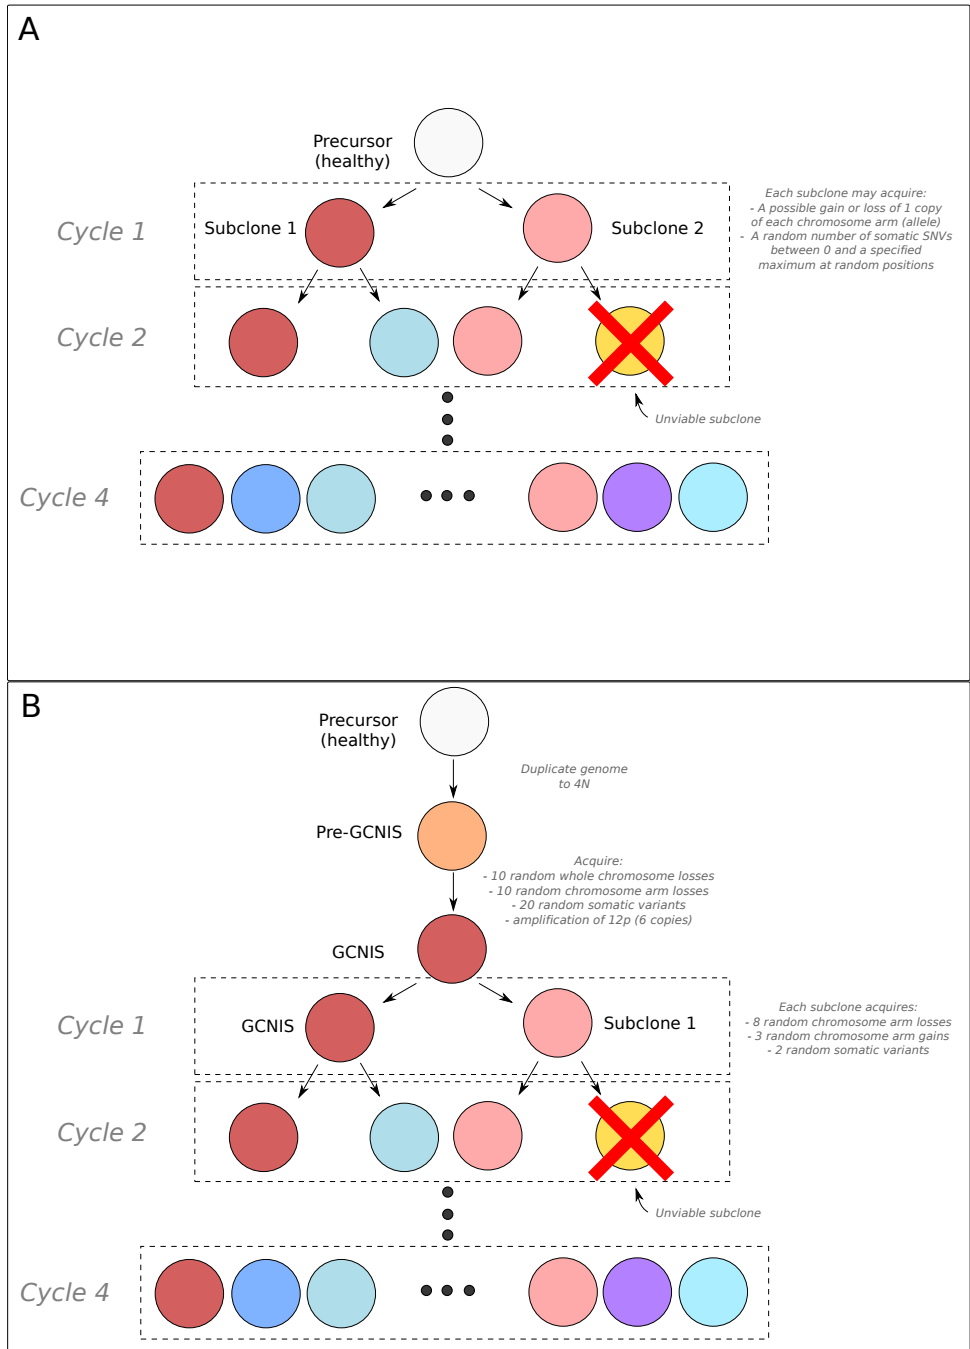 A
Precursor
(healthy)
Cycle 1
Subclone 1
Subclone 2
Each subclone may acquire:
- A possible gain or loss of 1 copy
of each chromosome arm (allele)
- A random number of somatic SNVs
between 0 and a specified
maximum at random positions
Cycle 2
Unviable subclone
Cycle 4
B
Precursor
(healthy)
Duplicate genome
to 4N
Pre-GCNIS
Acquire:
- 10 random whole chromosome losses
- 10 random chromosome arm losses
- 20 random somatic variants
- amplification of 12p (6 copies)
GCNIS
Cycle 1
GCNIS
Subclone 1
Each subclone acquires:
- 8 random chromosome arm losses
- 3 random chromosome arm gains
- 2 random somatic variants
Cycle 2
Unviable subclone
Cycle 4